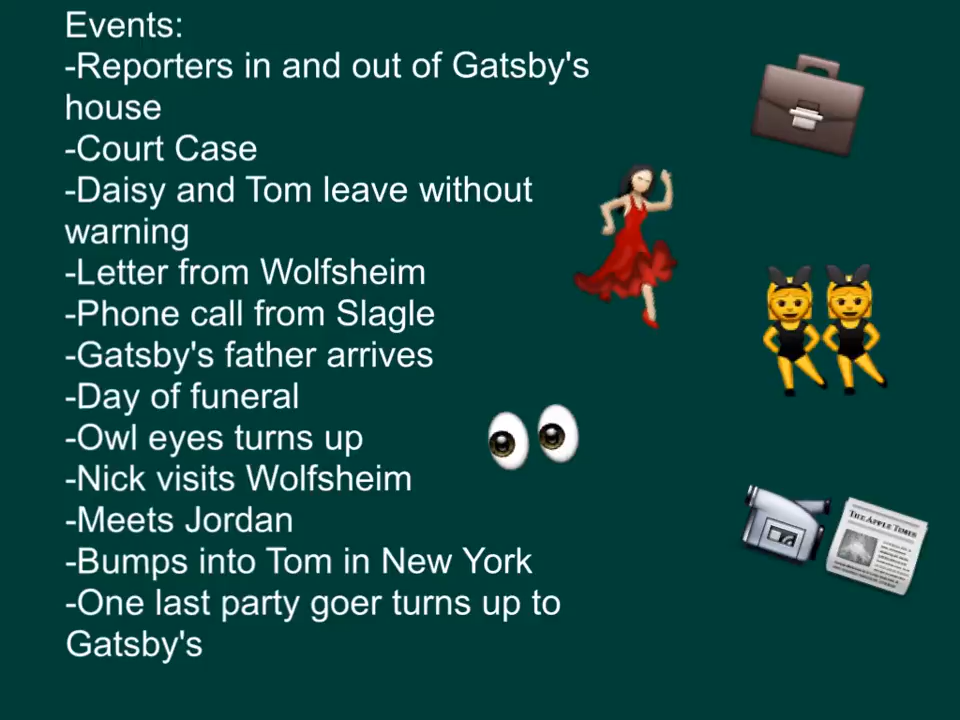 Events:
-Reporters in and out of Gatsby's
house
-Court Case
-Daisy and Tom leave without
warning
-Letter from Wolfsheim
-Phone call from Slagle
-Gatsby's father arrives
-Day of funeral
-Owl eyes turns up
-Nick visits Wolfsheim
-Meets Jordan
-Bumps into Tom in New York
-One last party goer turns up to
Gatsby's
THE APPLE TIMES